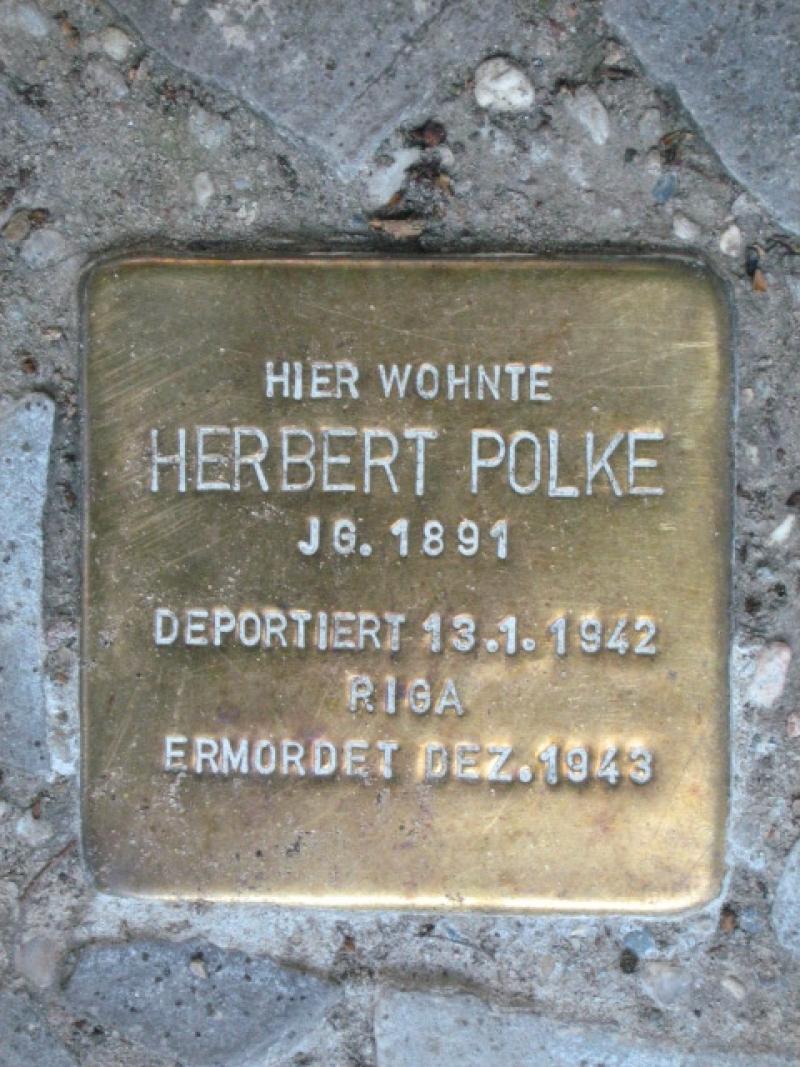 HIER WOHNTE
HERBERT POLKE
JG. 1891
DEPORTIERT 13.1.1942
RIGA
ERMORDET DEZ.1943